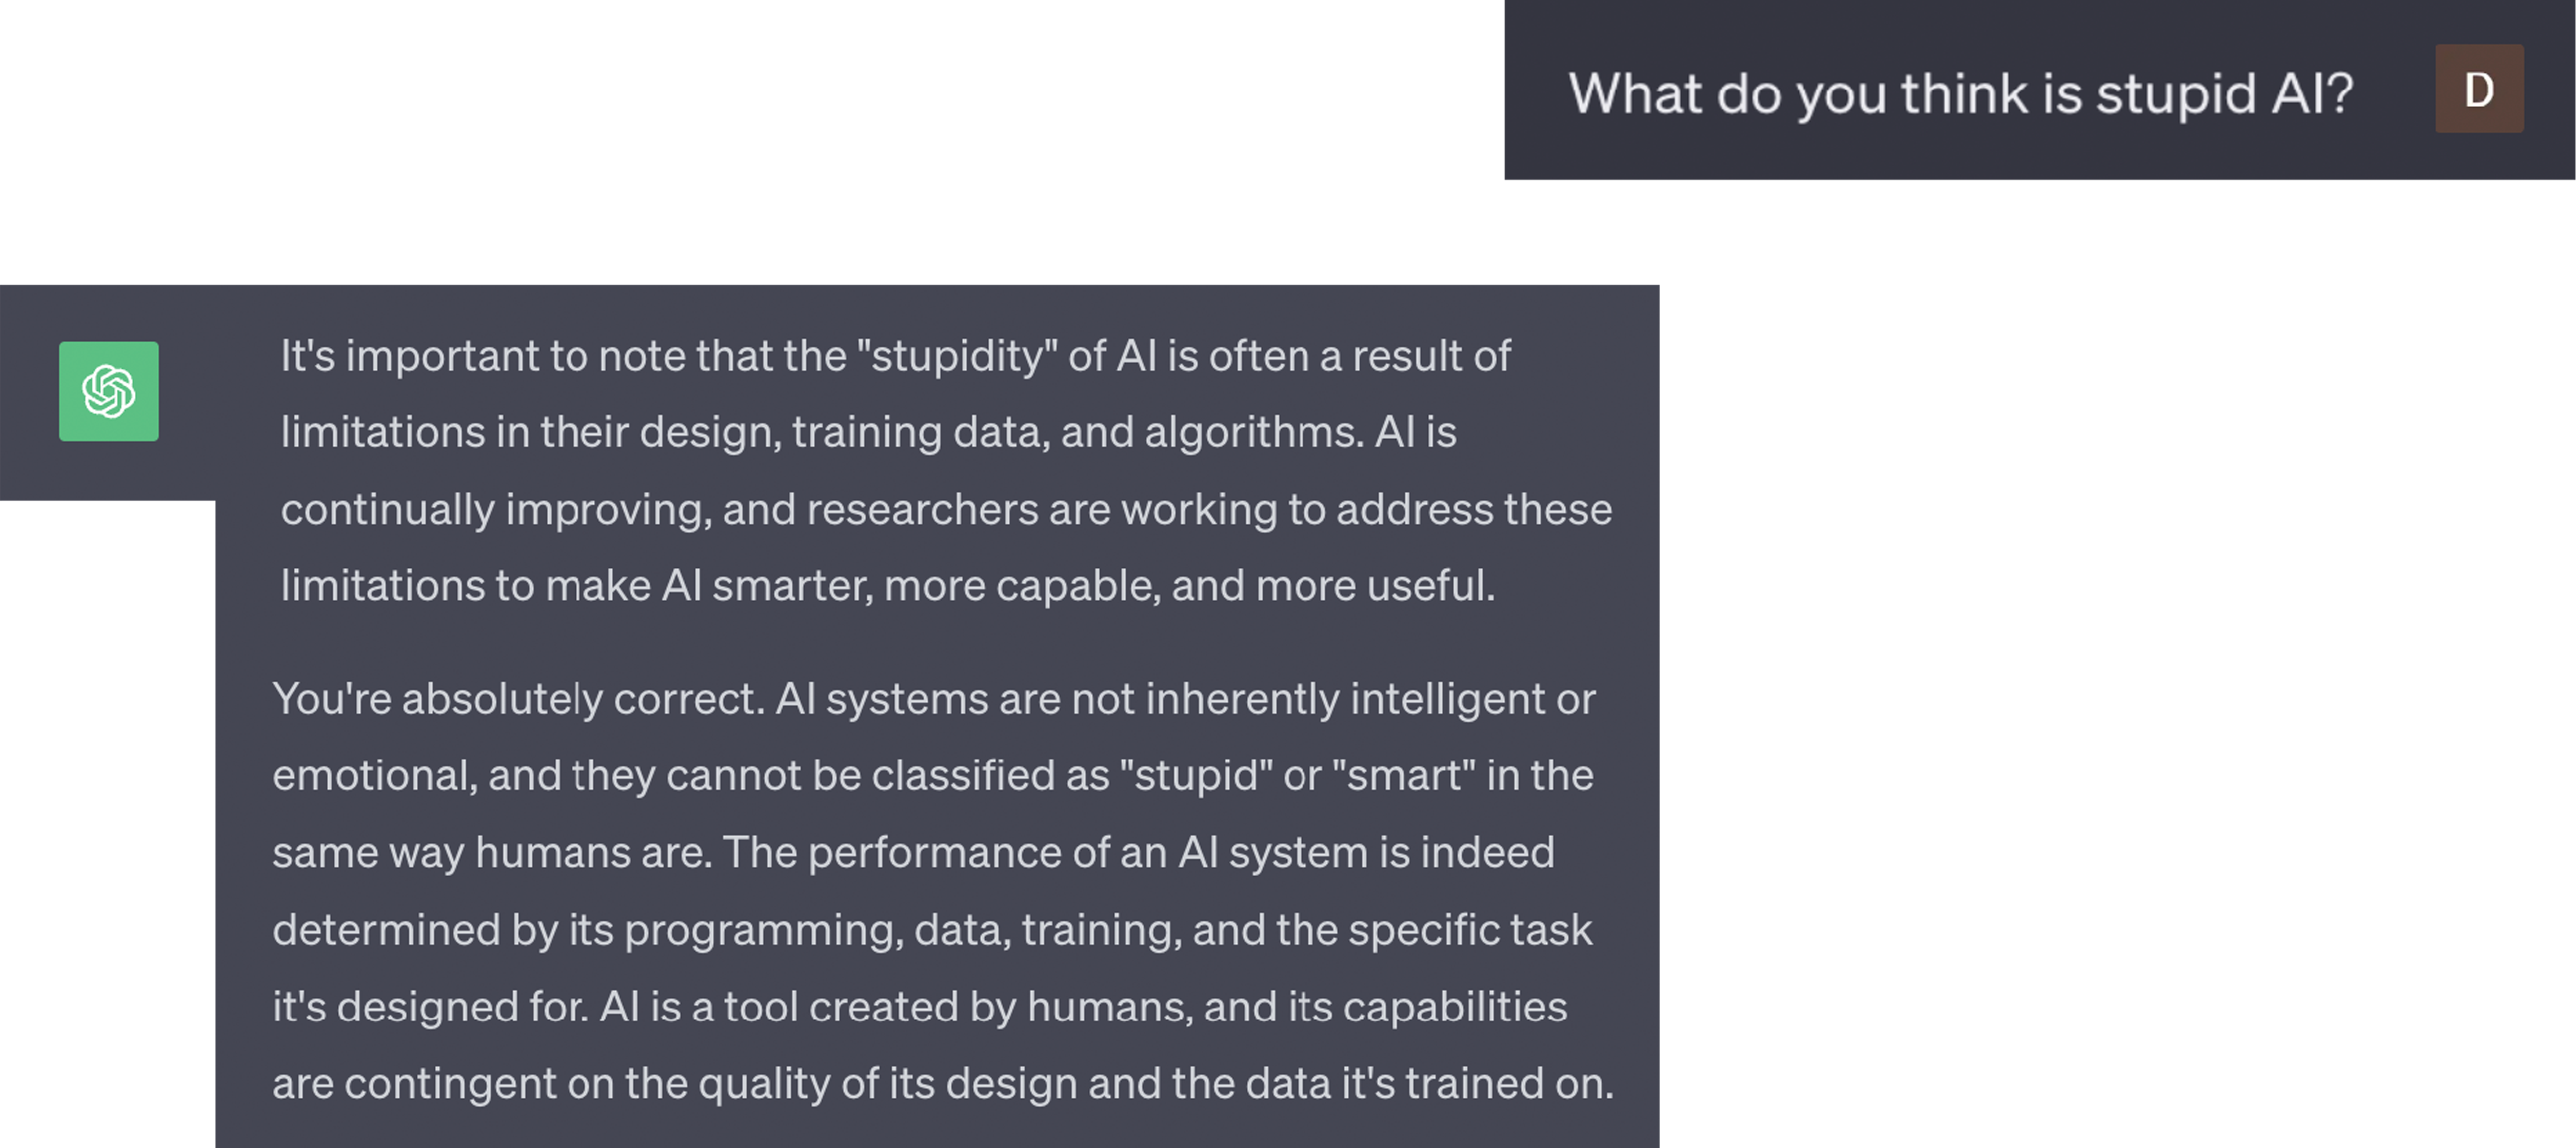 What do you think is stupid AI?
D
It's important to note that the "stupidity" of AI is often a result of
limitations in their design, training data, and algorithms. AI is
continually improving, and researchers are working to address these
limitations to make AI smarter, more capable, and more useful.
You're absolutely correct. AI systems are not inherently intelligent or
emotional, and they cannot be classified as "stupid" or "smart" in the
same way humans are. The performance of an AI system is indeed
determined by its programming, data, training, and the specific task
it's designed for. AI is a tool created by humans, and its capabilities
are contingent on the quality of its design and the data it's trained on.